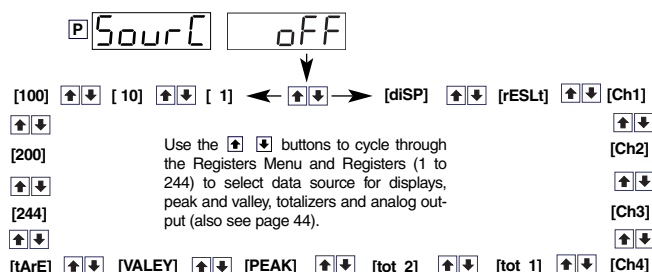 P SourC oFF
[100] [ 10] [ 1] [diSP] [rESLt] [Ch1]
[200] [Ch2]
[244] [Ch3]
Use the buttons to cycle through
the Registers Menu and Registers (1 to
244) to select data source for displays,
peak and valley, totalizers and analog out-
put (also see page 44).
[tArE] [VALEY] [PEAK] [tot 2] [tot 1] [Ch4]